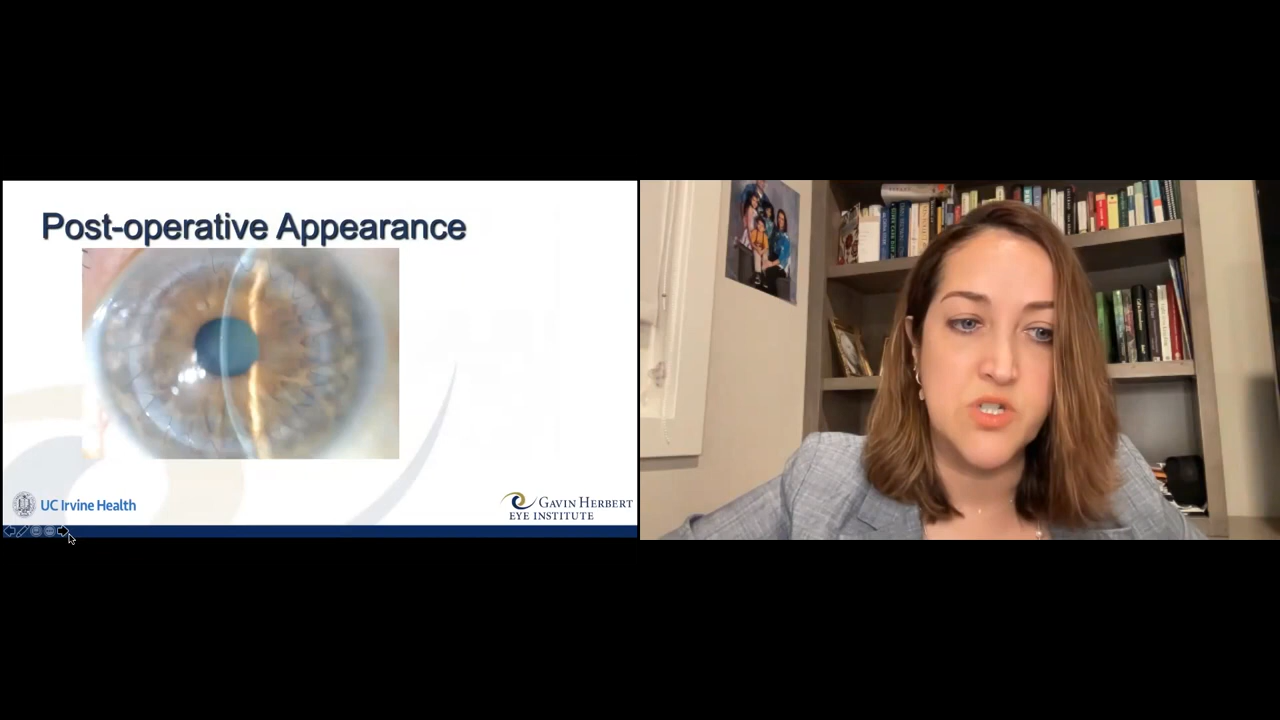 Post-operative Appearance
UC Irvine Health
GAVIN HERBERT
EYE INSTITUTE